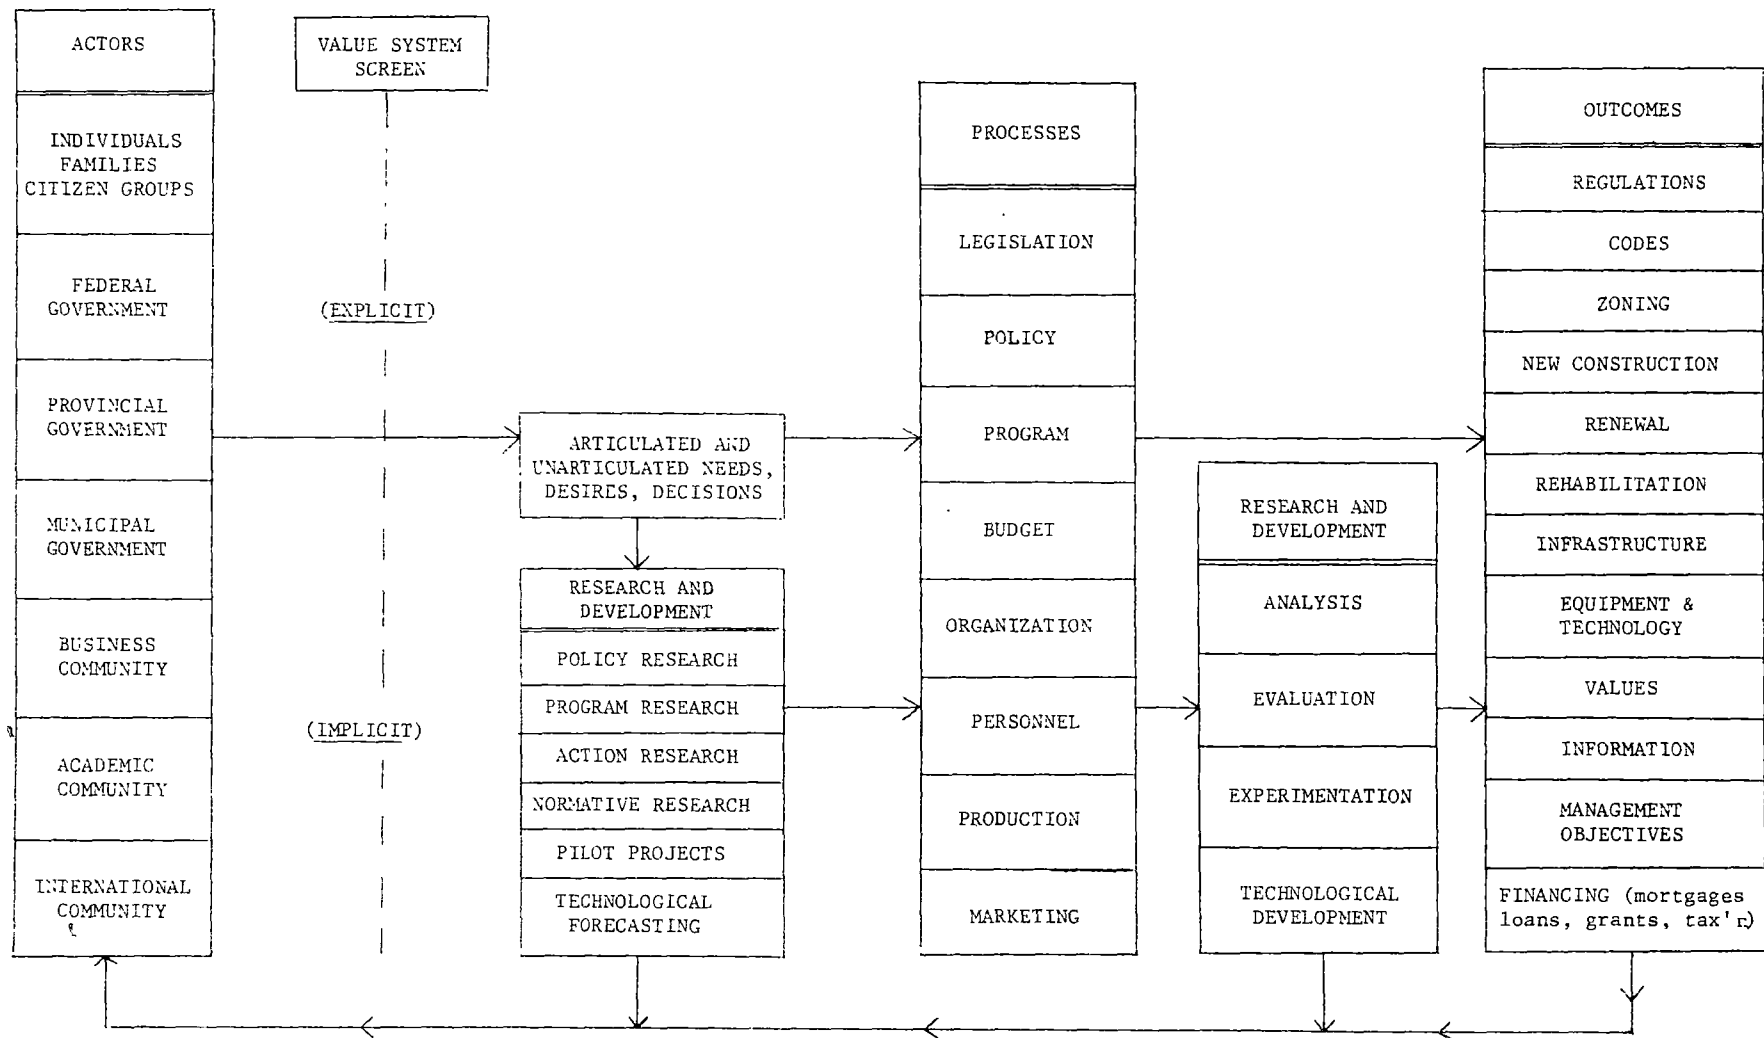 ACTORS
INDIVIDUALS
FAMILIES
CITIZEN GROUPS
FEDERAL
GOVERNMENT
PROVINCIAL
GOVERNMENT
MUNICIPAL
GOVERNMENT
BUSINESS
COMMUNITY
ACADEMIC
COMMUNITY
INTERNATIONAL
COMMUNITY
VALUE SYSTEM
SCREEN
(EXPLICIT)
(IMPLICIT)
ARTICULATED AND
UNARTICULATED NEEDS,
DESIRES, DECISIONS
RESEARCH AND
DEVELOPMENT
POLICY RESEARCH
PROGRAM RESEARCH
ACTION RESEARCH
NORMATIVE RESEARCH
PILOT PROJECTS
TECHNOLOGICAL
FORECASTING
PROCESSES
LEGISLATION
POLICY
PROGRAM
BUDGET
ORGANIZATION
PERSONNEL
PRODUCTION
MARKETING
RESEARCH AND
DEVELOPMENT
ANALYSIS
EVALUATION
EXPERIMENTATION
TECHNOLOGICAL
DEVELOPMENT
OUTCOMES
REGULATIONS
CODES
ZONING
NEW CONSTRUCTION
RENEWAL
REHABILITATION
INFRASTRUCTURE
EQUIPMENT &
TECHNOLOGY
VALUES
INFORMATION
MANAGEMENT
OBJECTIVES
FINANCING (mortgages
loans, grants, tax'n)